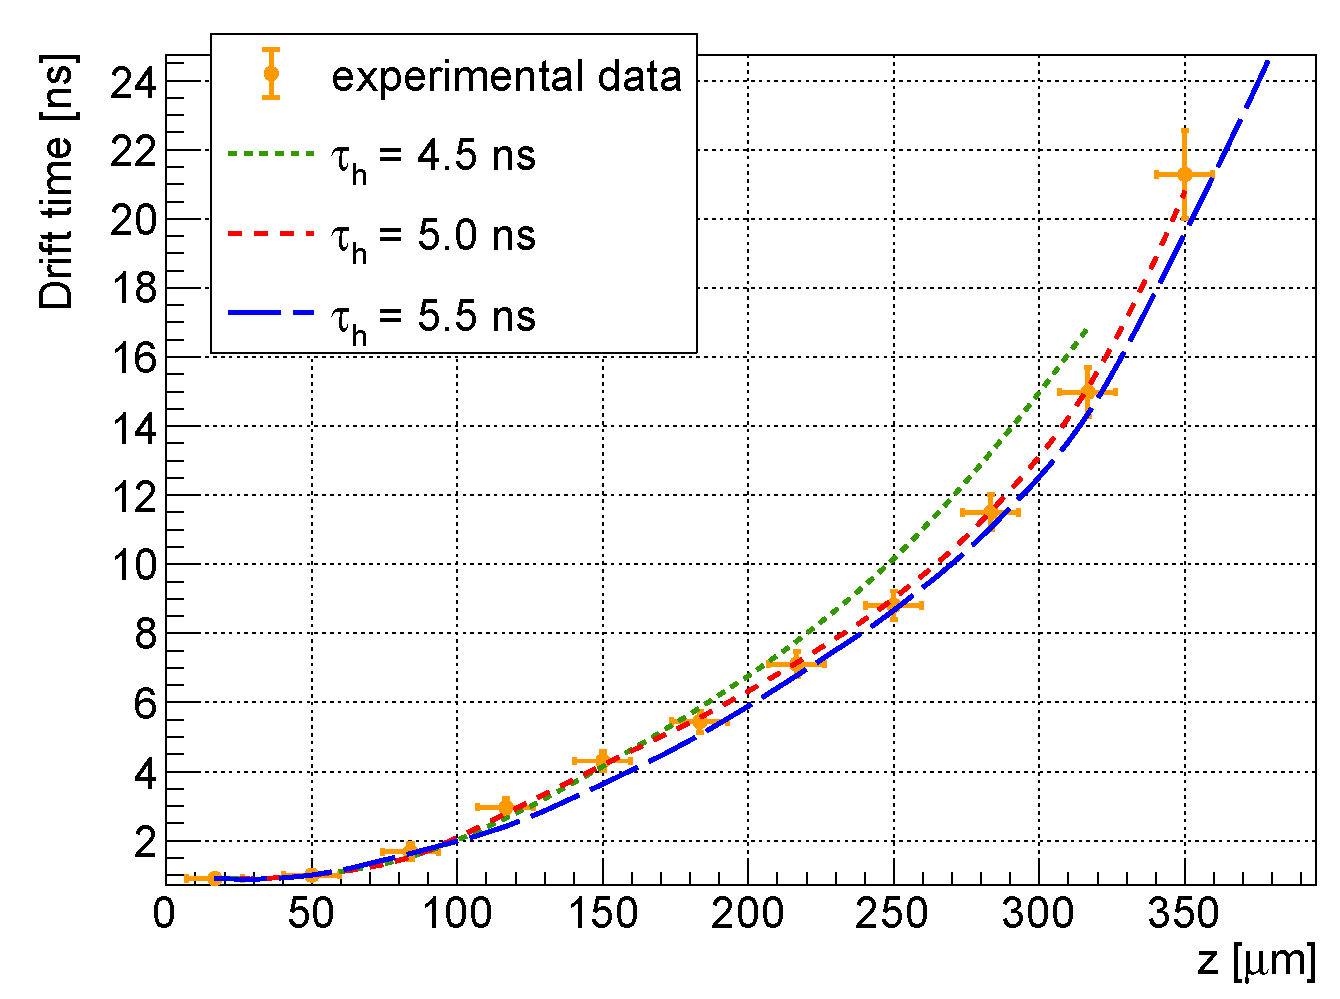 experimental data
τh = 4.5 ns
τh = 5.0 ns
τh = 5.5 ns
Drift time [ns]
24
22
20
18
16
14
12
10
8
6
4
2
0 50 100 150 200 250 300 350
z [μm]